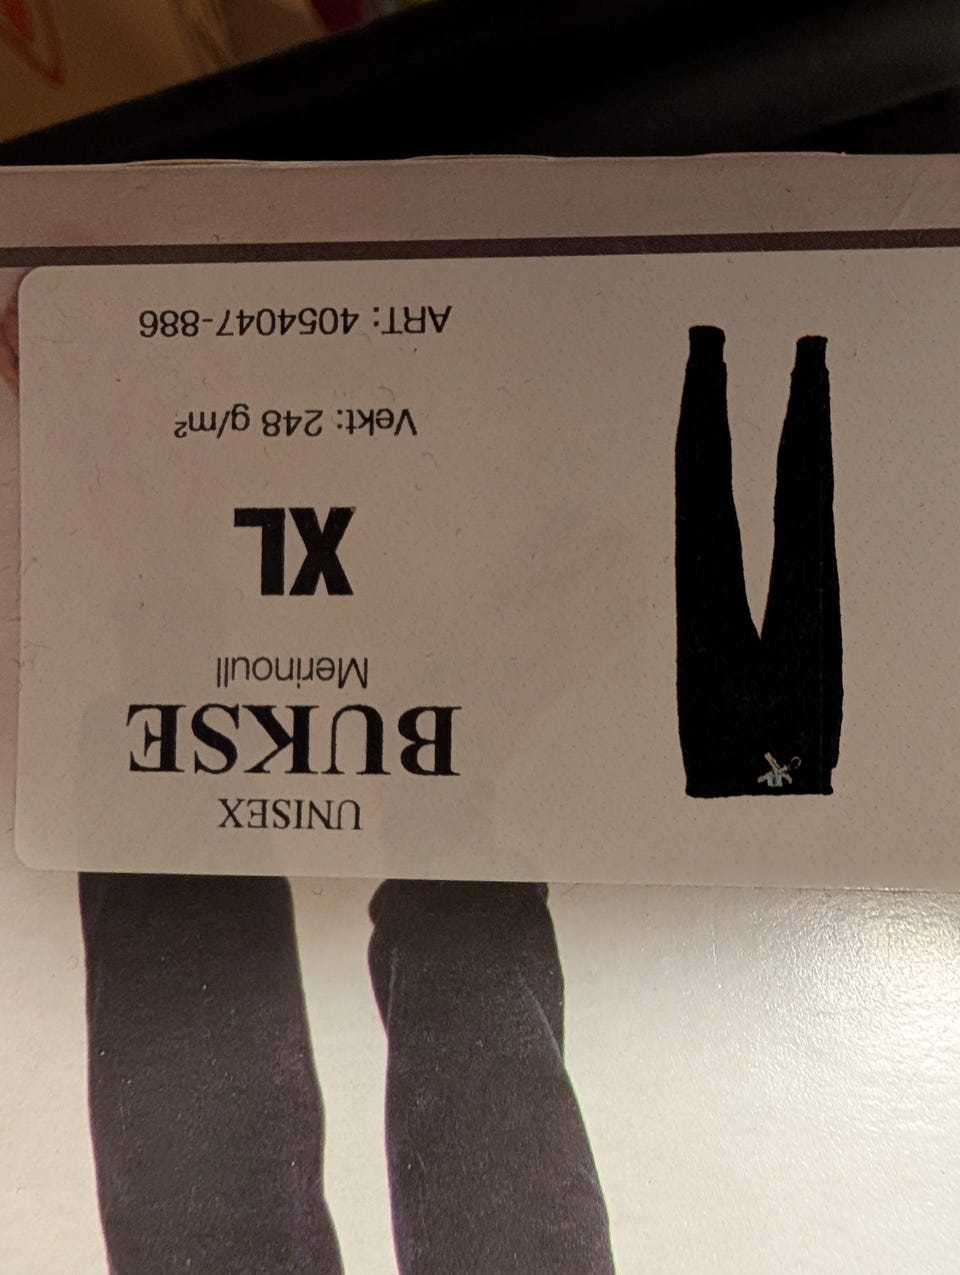 UNISEX
BUKSE
Merinoull
XL
Vekt: 248 g/m²
ART: 4054047-886